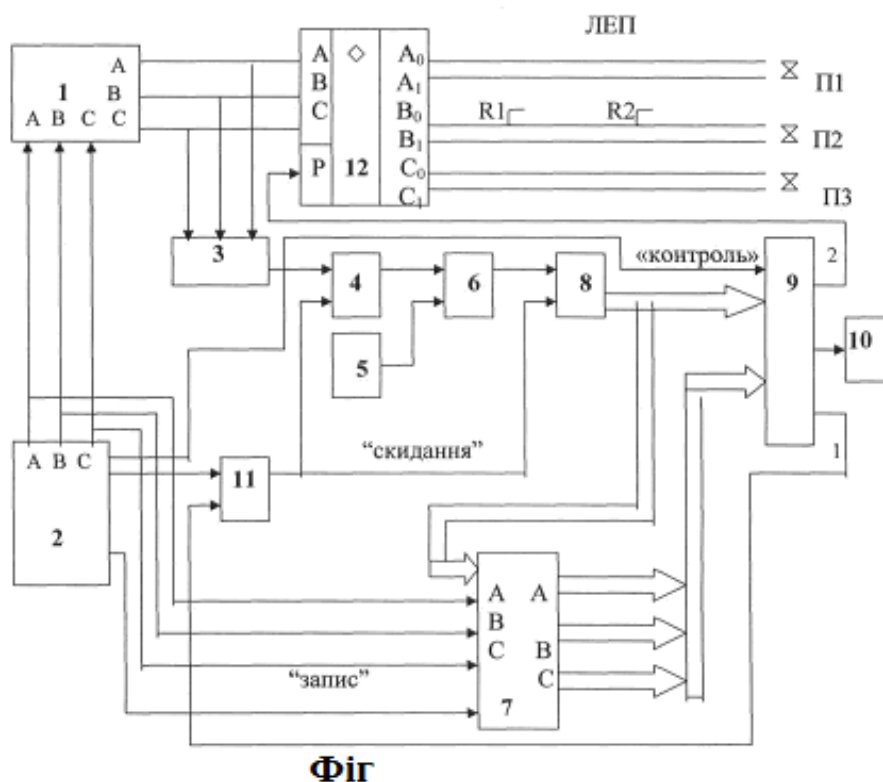 ЛЕП
A
1
B
A B C C
A
B
C
P
◇
12
A₀
A₁
B₀
B₁
C₀
C₁
R1
R2
П1
П2
П3
3
4
5
6
8
«контроль»
9
2
10
1
A B C
2
11
“скидання”
“запис”
A
B
C
A
B
C
7
Фіг